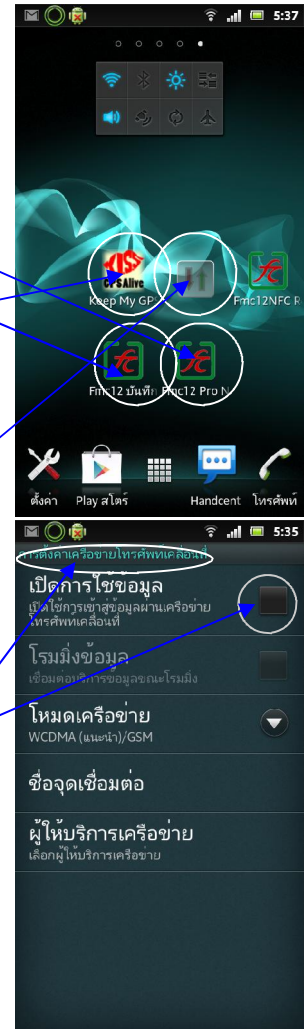 5:37
KISS
GPS Alive
Keep My GP
Fmc12NFC R
Fmc12 บันทึก
Fmc12 Pro N
ตั้งค่า
Play สโตร์
Handcent
โทรศัพท์
5:35
การตั้งค่าเครือข่ายโทรศัพท์เคลื่อนที่
เปิดการใช้ข้อมูล
เปิดใช้การเข้าสู่ข้อมูลผ่านเครือข่าย
โทรศัพท์เคลื่อนที่
โรมมิ่งข้อมูล
เชื่อมต่อบริการข้อมูลขณะโรมมิ่ง
โหมดเครือข่าย
WCDMA (แนะนำ)/GSM
ชื่อจุดเชื่อมต่อ
ผู้ให้บริการเครือข่าย
เลือกผู้ให้บริการเครือข่าย